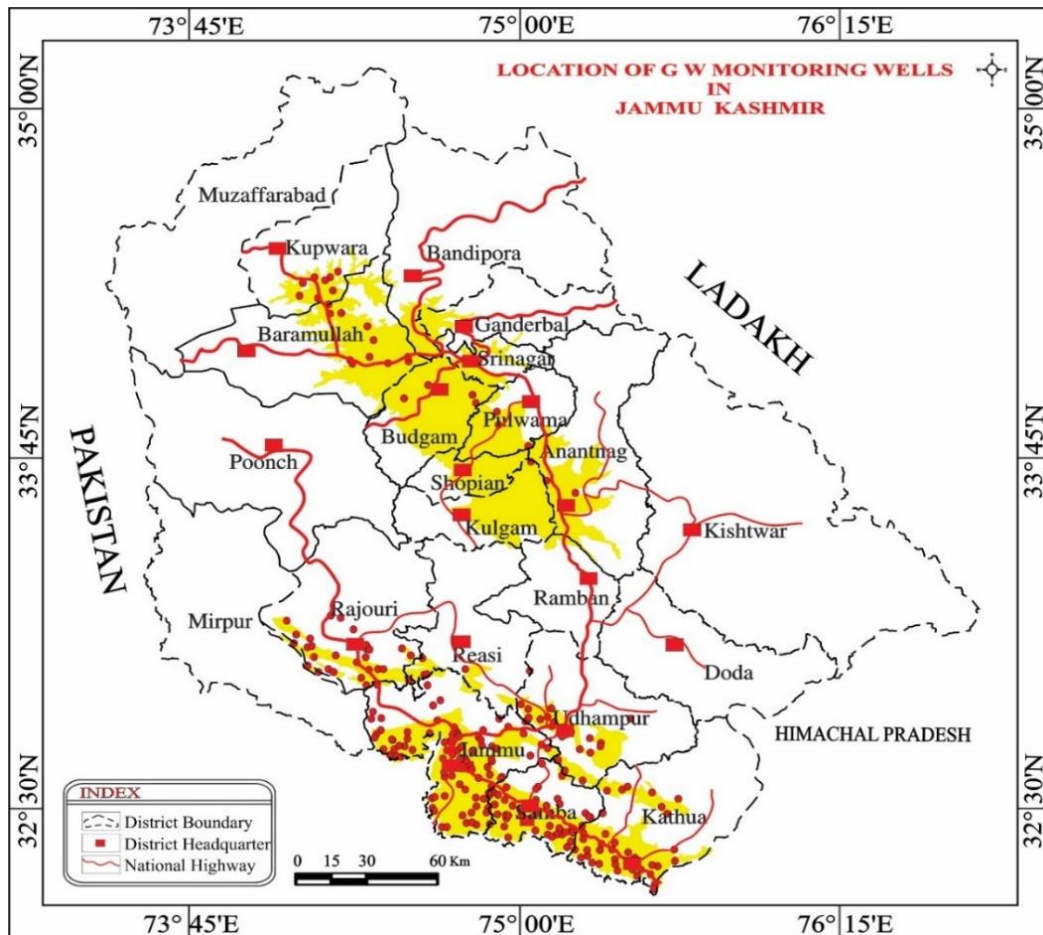 73° 45'E 75° 00'E 76° 15'E
LOCATION OF G W MONITORING WELLS
IN
JAMMU KASHMIR
35° 00'N
35° 00'N
Muzaffarabad
Kupwara
Bandipora
LADAKH
Ganderbal
Baramullah
Srinagar
Pulwama
Budgam
Anantnag
33° 45'N
33° 45'N
PAKISTAN
Poonch
Shopian
Kulgam
Kishtwar
Ramban
Mirpur
Rajouri
Reasi
Doda
Udhampur
HIMACHAL PRADESH
Jammu
32° 30'N
32° 30'N
Samba
Kathua
INDEX
District Boundary
District Headquarter
National Highway
0 15 30 60 Km
73° 45'E 75° 00'E 76° 15'E